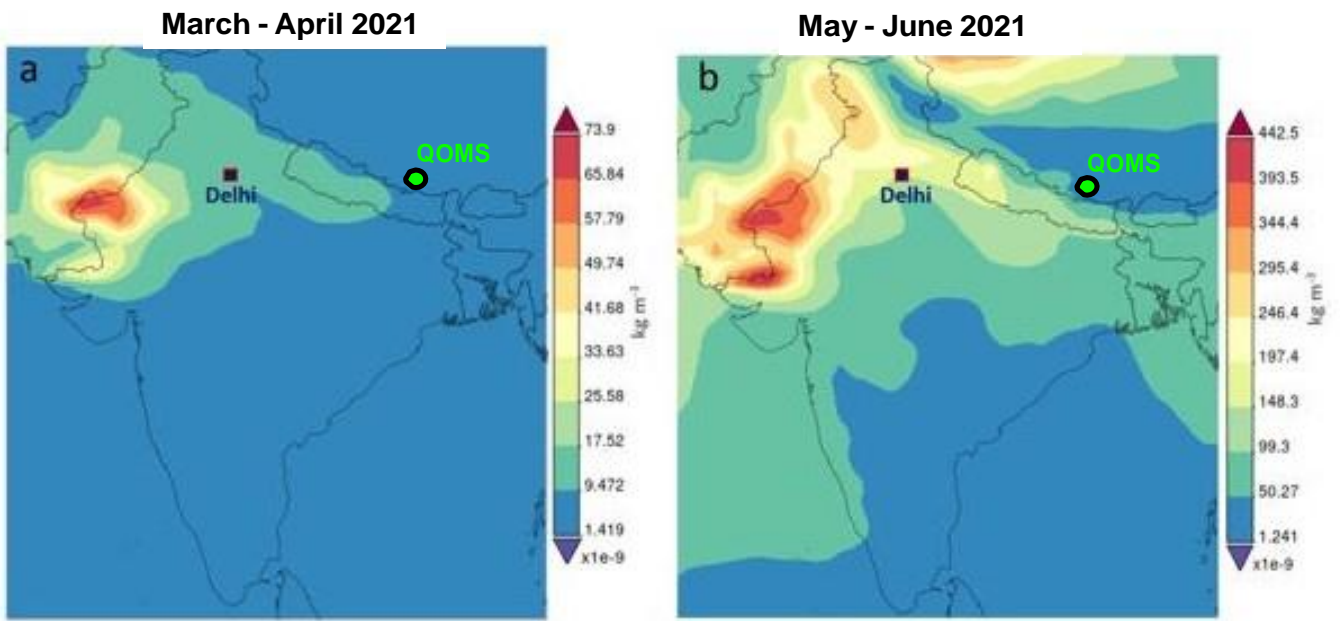 March - April 2021
May - June 2021
a
QOMS
Delhi
73.9
65.84
57.79
49.74
41.68
33.63
25.58
17.52
9.472
1.419
x1e-9
kg m⁻³
b
QOMS
Delhi
442.5
393.5
344.4
295.4
246.4
197.4
148.3
99.3
50.27
1.241
x1e-9
kg m⁻³